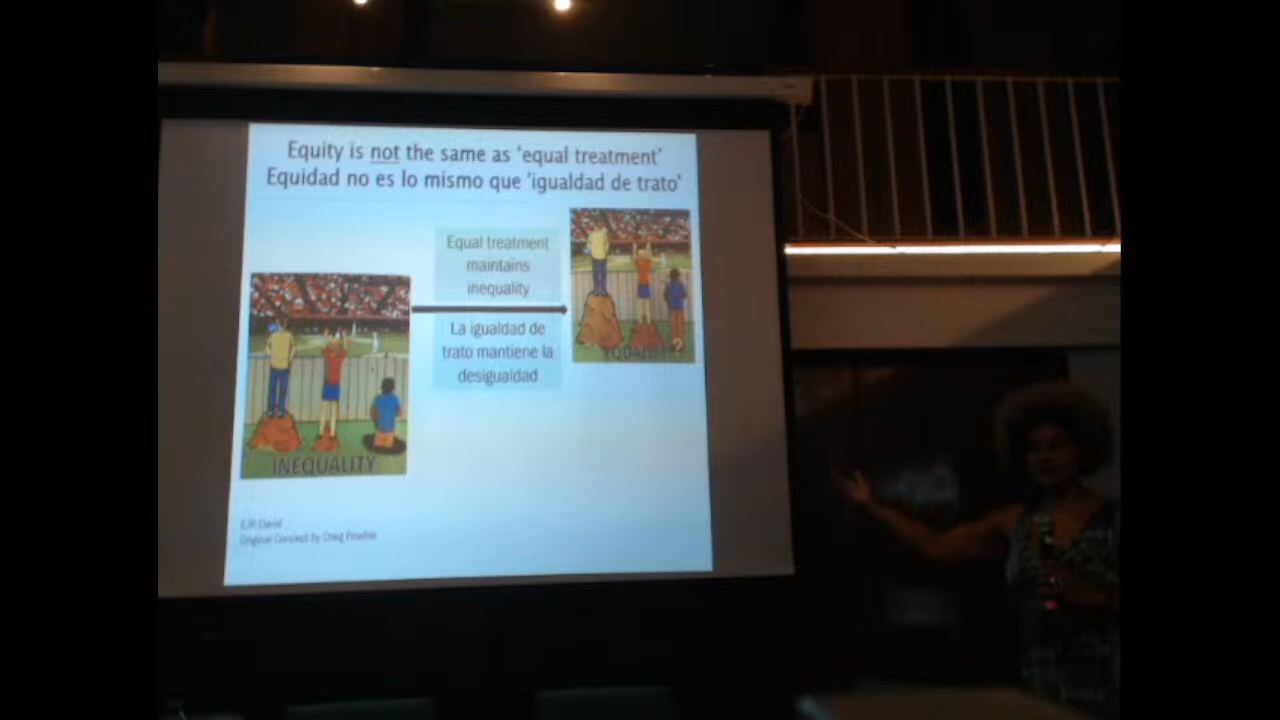 Equity is not the same as 'equal treatment'
Equidad no es lo mismo que 'igualdad de trato'
Equal treatment
maintains
inequality
La igualdad de
trato mantiene la
desigualdad
EQUALITY?
INEQUALITY
EJR David
Original Concept by Craig Froehle